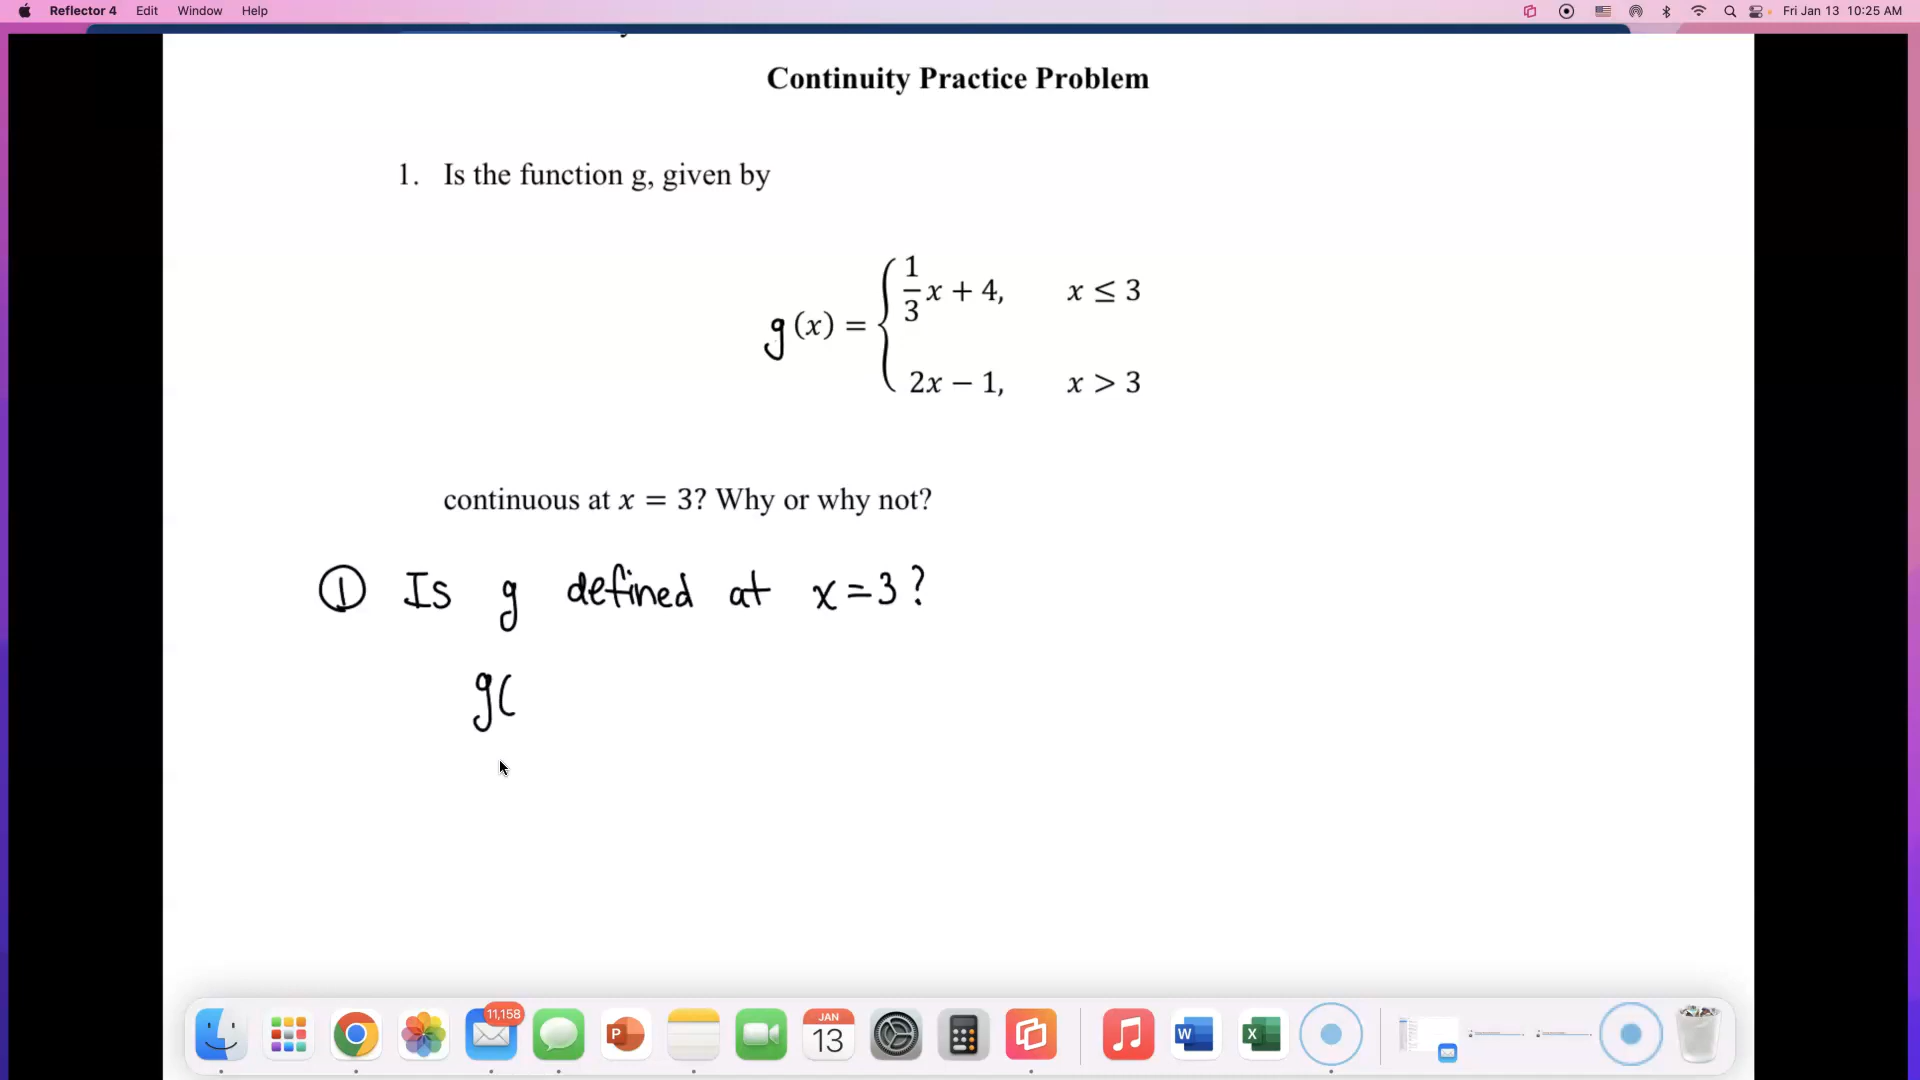 Reflector 4 Edit Window Help Fri Jan 13 10:25 AM
Continuity Practice Problem
1. Is the function g, given by
g(x) = { 1/3 x + 4, x ≤ 3
2x − 1, x > 3
continuous at x = 3? Why or why not?
① Is g defined at x=3?
g(
11,158
JAN
13
P
W
X